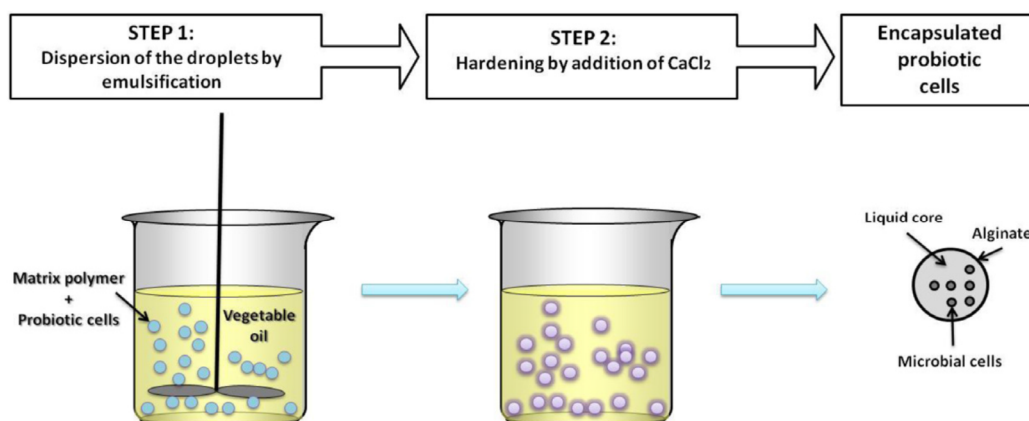 STEP 1:
Dispersion of the droplets by
emulsification
STEP 2:
Hardening by addition of CaCl₂
Encapsulated
probiotic
cells
Matrix polymer
+
Probiotic cells
Vegetable
oil
Liquid core
Alginate
Microbial cells